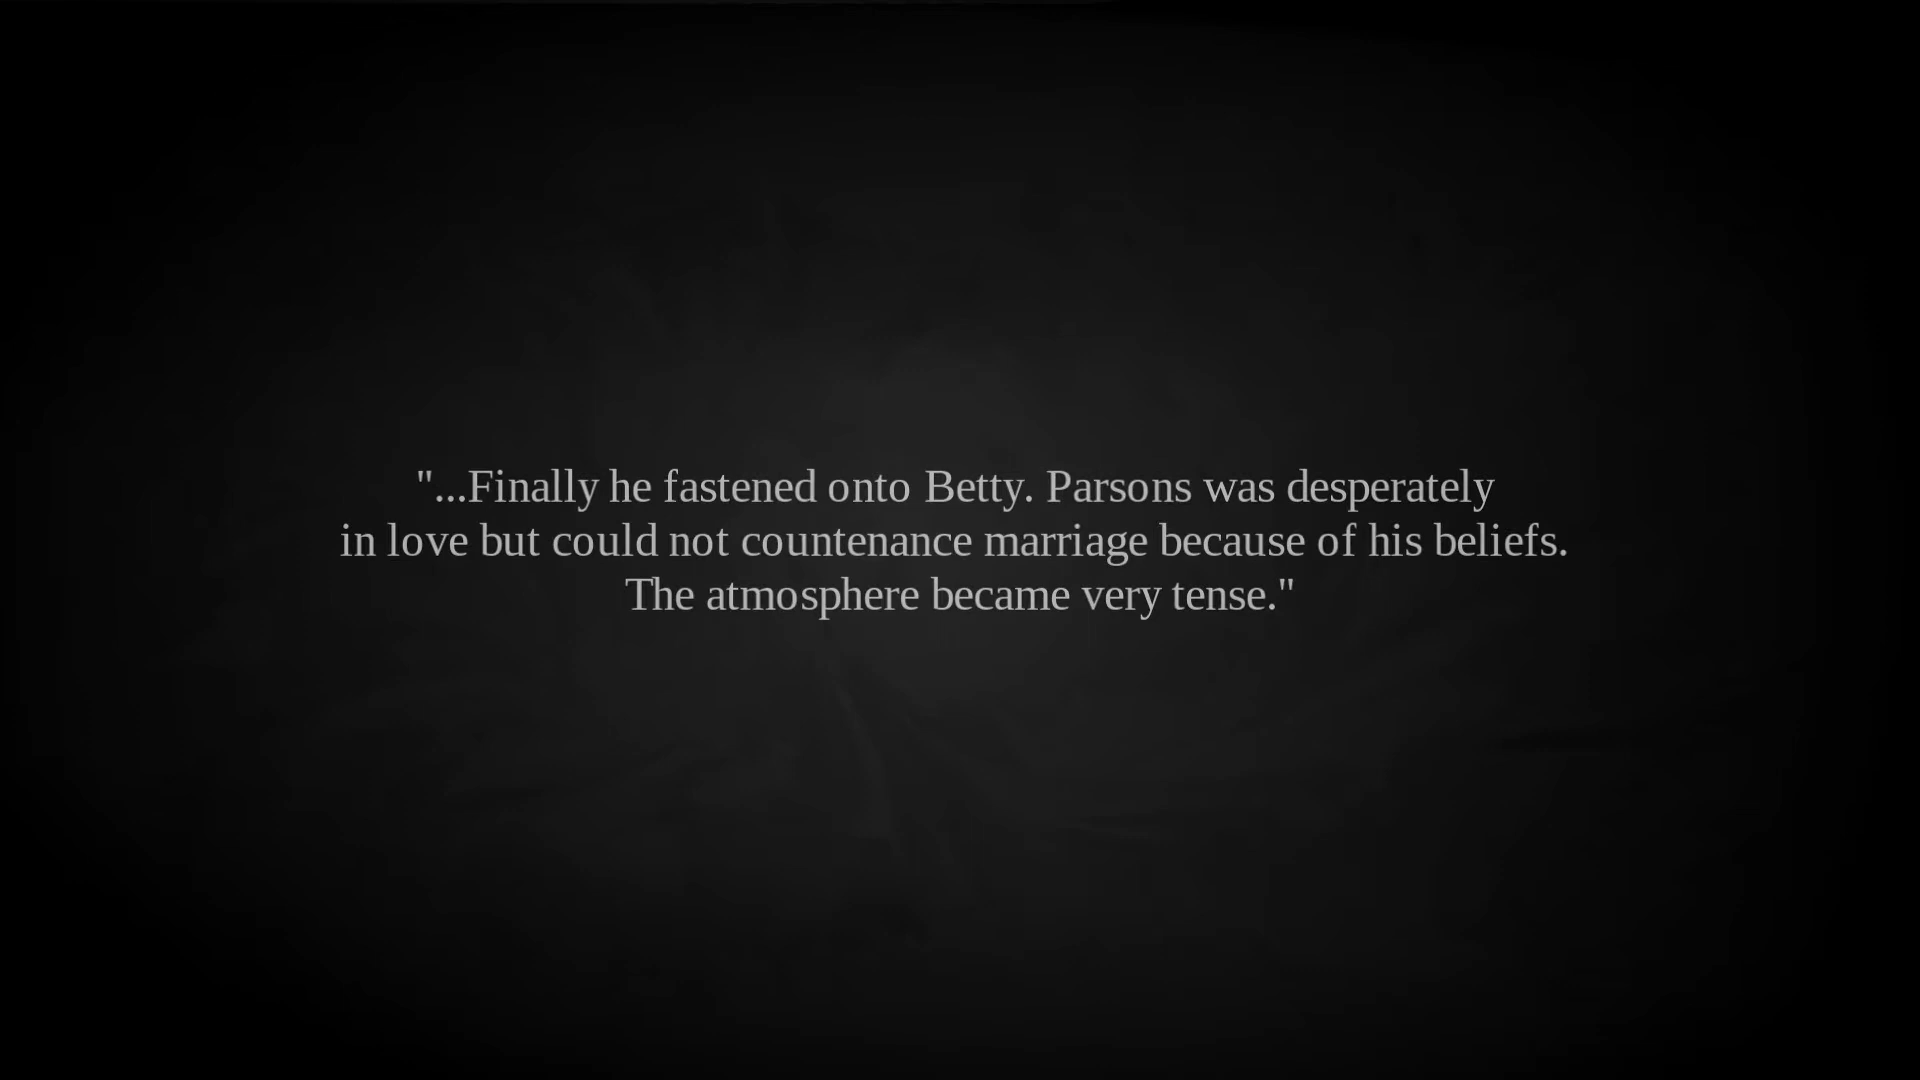 "...Finally he fastened onto Betty. Parsons was desperately
in love but could not countenance marriage because of his beliefs.
The atmosphere became very tense."